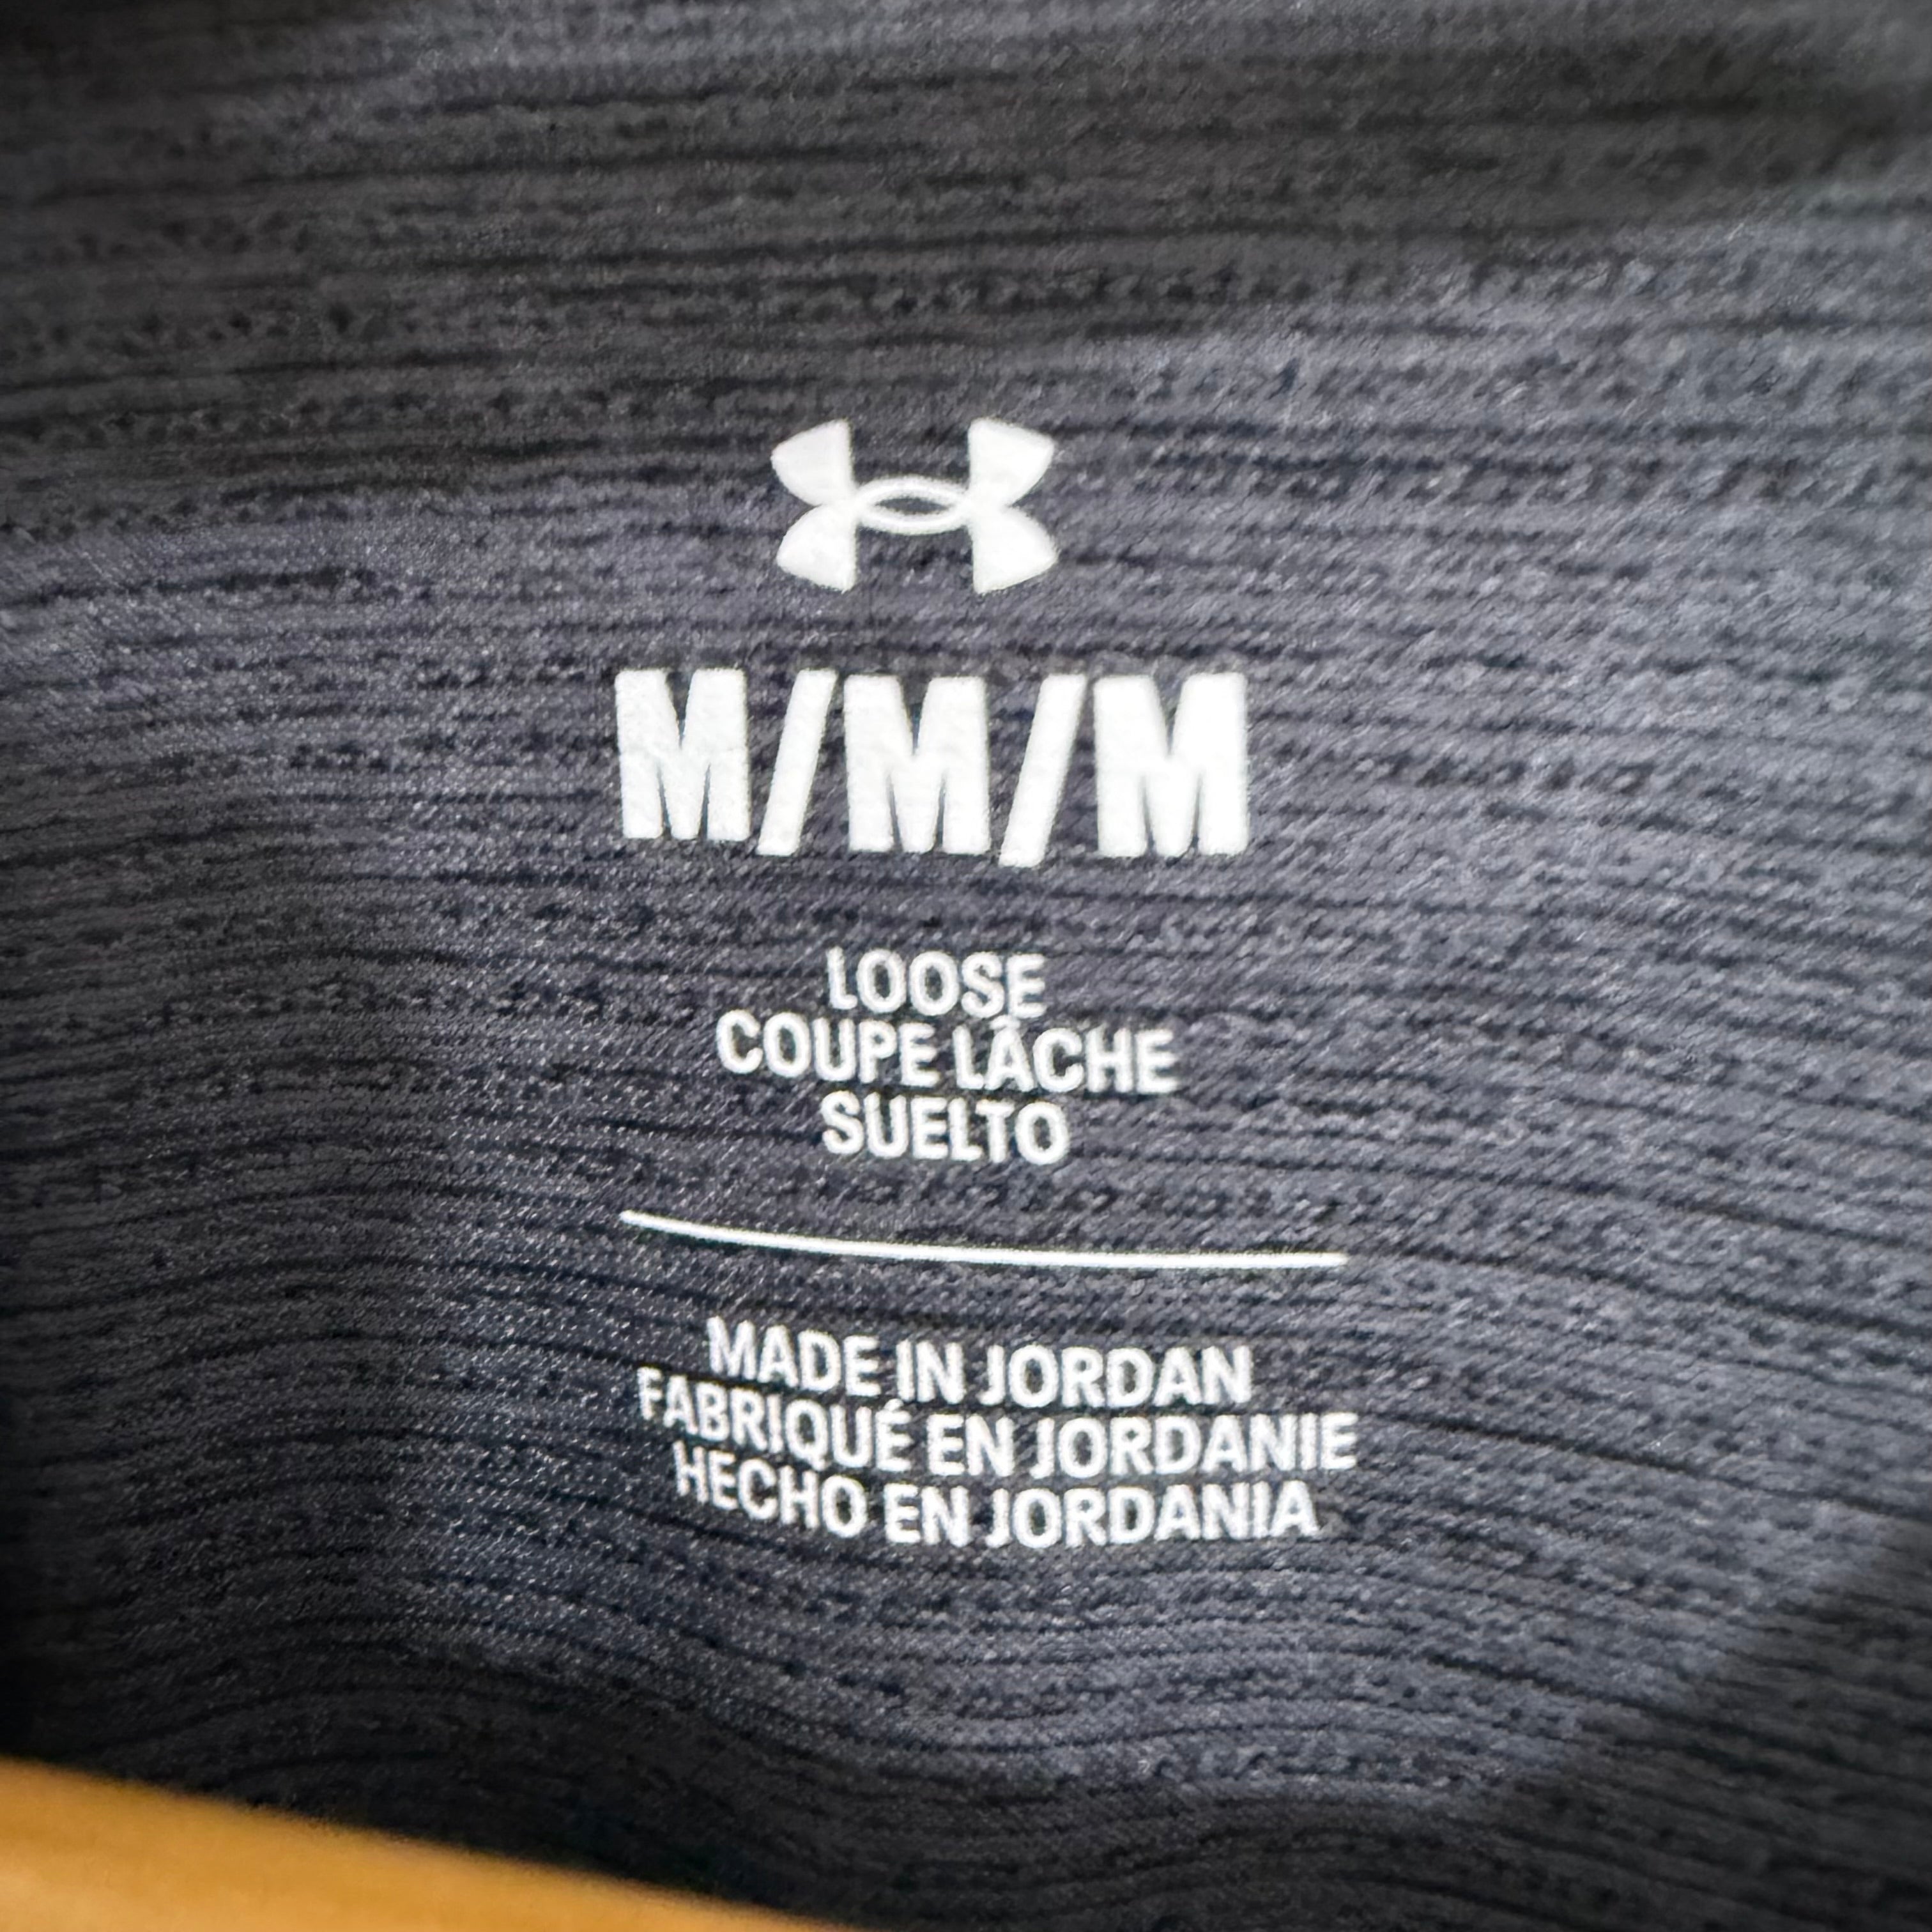 M/M/M
LOOSE
COUPE LÂCHE
SUELTO
MADE IN JORDAN
FABRIQUÉ EN JORDANIE
HECHO EN JORDANIA